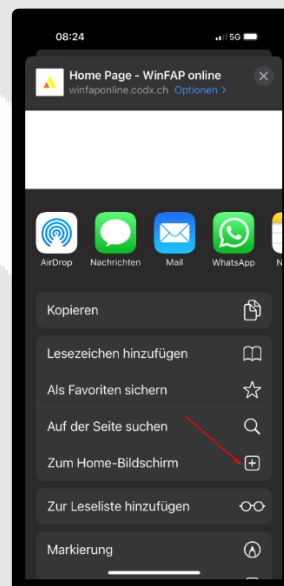 08:24
5G
Home Page - WinFAP online
winfaponline.codx.ch Optionen >
AirDrop
Nachrichten
Mail
WhatsApp
N
Kopieren
Lesezeichen hinzufügen
Als Favoriten sichern
Auf der Seite suchen
Zum Home-Bildschirm
Zur Leseliste hinzufügen
Markierung